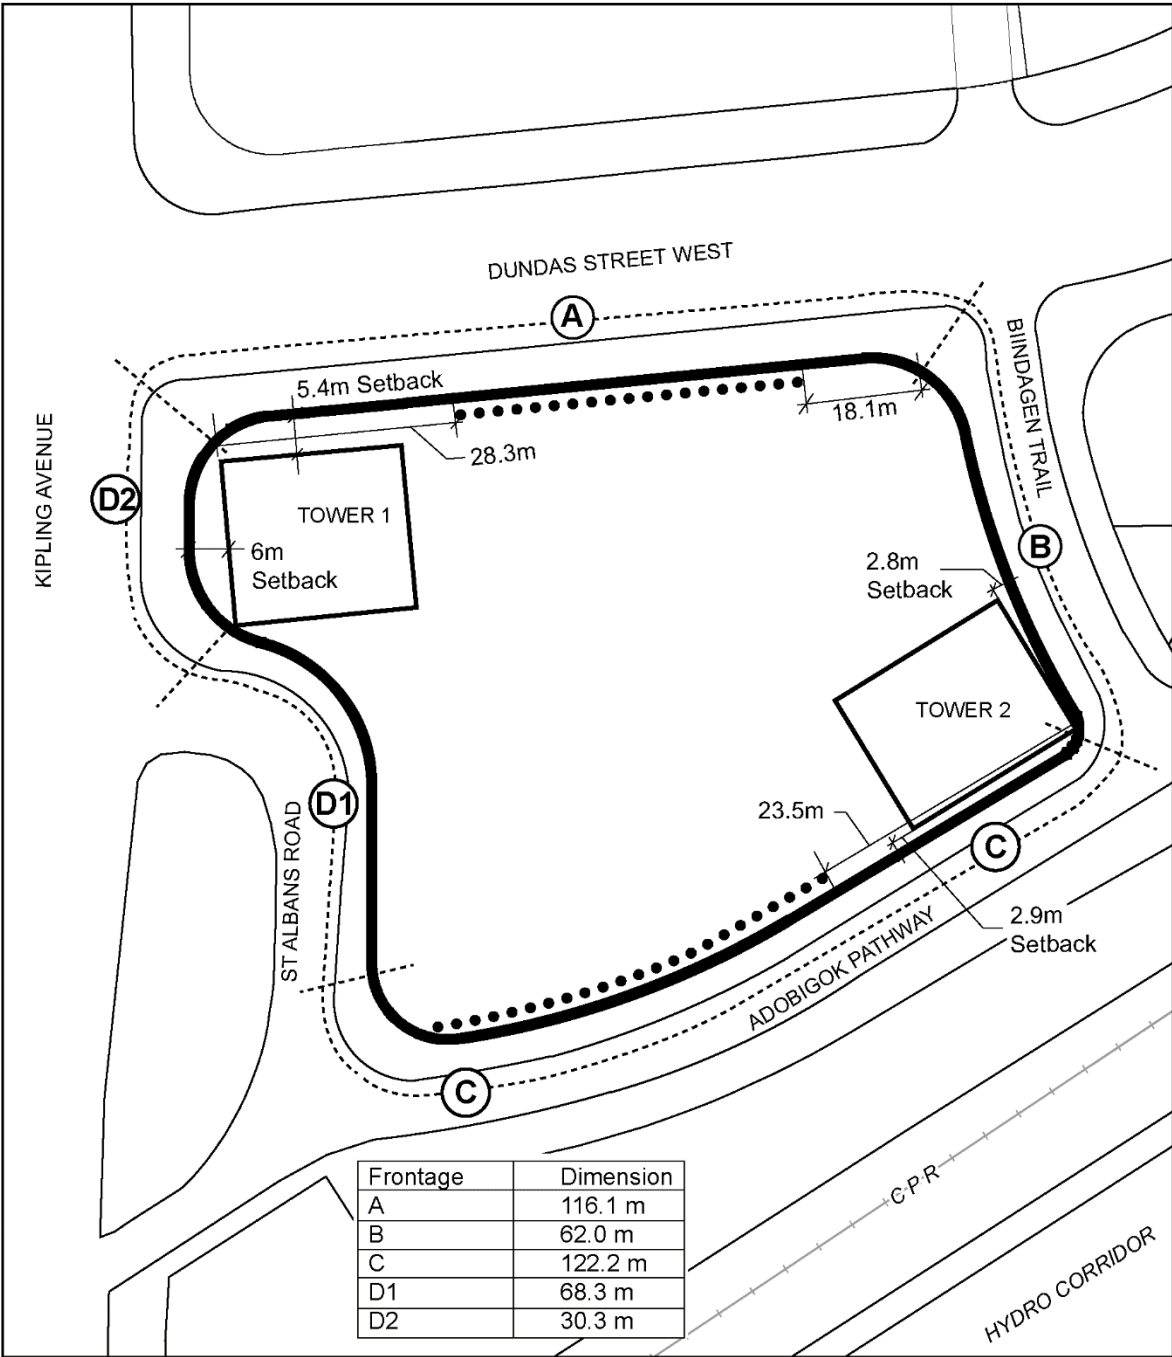 DUNDAS STREET WEST
A
BIINDAGEN TRAIL
5.4m Setback
18.1m
28.3m
KIPLING AVENUE
D2
TOWER 1
6m
Setback
B
2.8m
Setback
TOWER 2
D1
23.5m
ST ALBANS ROAD
C
2.9m
Setback
ADOBIGOK PATHWAY
C
Frontage Dimension
A 116.1 m
B 62.0 m
C 122.2 m
D1 68.3 m
D2 30.3 m
C-P-R
HYDRO CORRIDOR